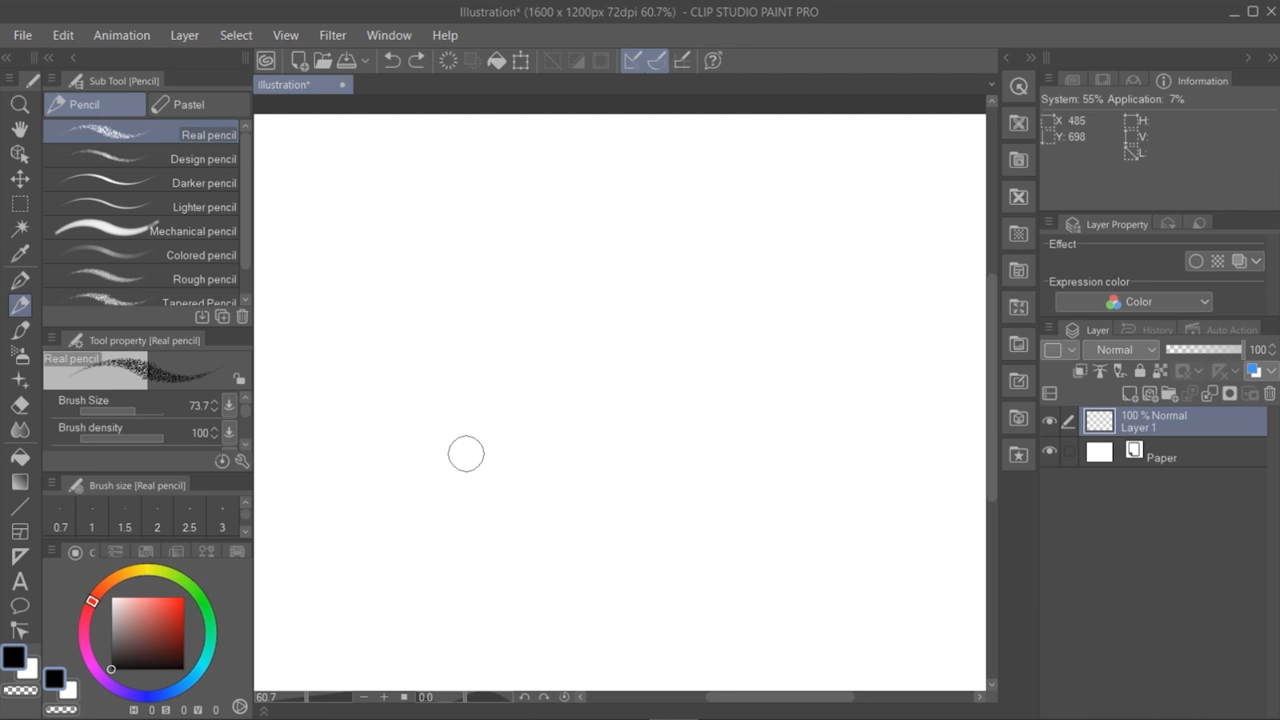 Illustration* (1600 x 1200px 72dpi 60.7%) - CLIP STUDIO PAINT PRO
File Edit Animation Layer Select View Filter Window Help
Sub Tool [Pencil]
Illustration*
Information
Pencil Pastel
System: 55% Application: 7%
X 485 H:
Y: 698 V:
L:
Real pencil
Design pencil
Darker pencil
Lighter pencil
Mechanical pencil
Colored pencil
Rough pencil
Tapered Pencil
Layer Property
Effect
Expression color
Color
Tool property [Real pencil]
Real pencil
Brush Size 73.7
Brush density 100
Layer History Auto Action
Normal 100
100 % Normal
Layer 1
Paper
Brush size [Real pencil]
0.7 1 1.5 2 2.5 3
C
H 0 S 0 V 0
60.7 0.0